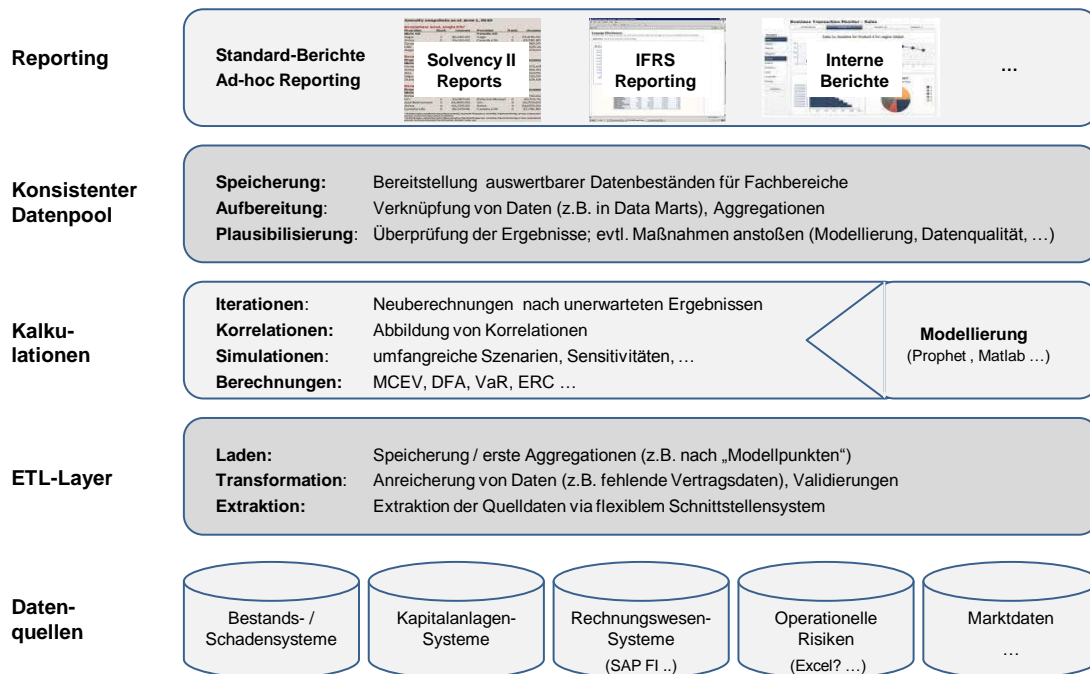 Reporting
Standard-Berichte
Ad-hoc Reporting
Solvency II
Reports
IFRS
Reporting
Business Transaction Monitor : Sales
Interne
Berichte
…
Konsistenter
Datenpool
Speicherung: Bereitstellung auswertbarer Datenbeständen für Fachbereiche
Aufbereitung: Verknüpfung von Daten (z.B. in Data Marts), Aggregationen
Plausibilisierung: Überprüfung der Ergebnisse; evtl. Maßnahmen anstoßen (Modellierung, Datenqualität, …)
Kalku-
lationen
Iterationen: Neuberechnungen nach unerwarteten Ergebnissen
Korrelationen: Abbildung von Korrelationen
Simulationen: umfangreiche Szenarien, Sensitivitäten, …
Berechnungen: MCEV, DFA, VaR, ERC …
Modellierung
(Prophet , Matlab …)
ETL-Layer
Laden: Speicherung / erste Aggregationen (z.B. nach „Modellpunkten“)
Transformation: Anreicherung von Daten (z.B. fehlende Vertragsdaten), Validierungen
Extraktion: Extraktion der Quelldaten via flexiblem Schnittstellensystem
Daten-
quellen
Bestands- /
Schadensysteme
Kapitalanlagen-
Systeme
Rechnungswesen-
Systeme
(SAP FI ..)
Operationelle
Risiken
(Excel? …)
Marktdaten
…